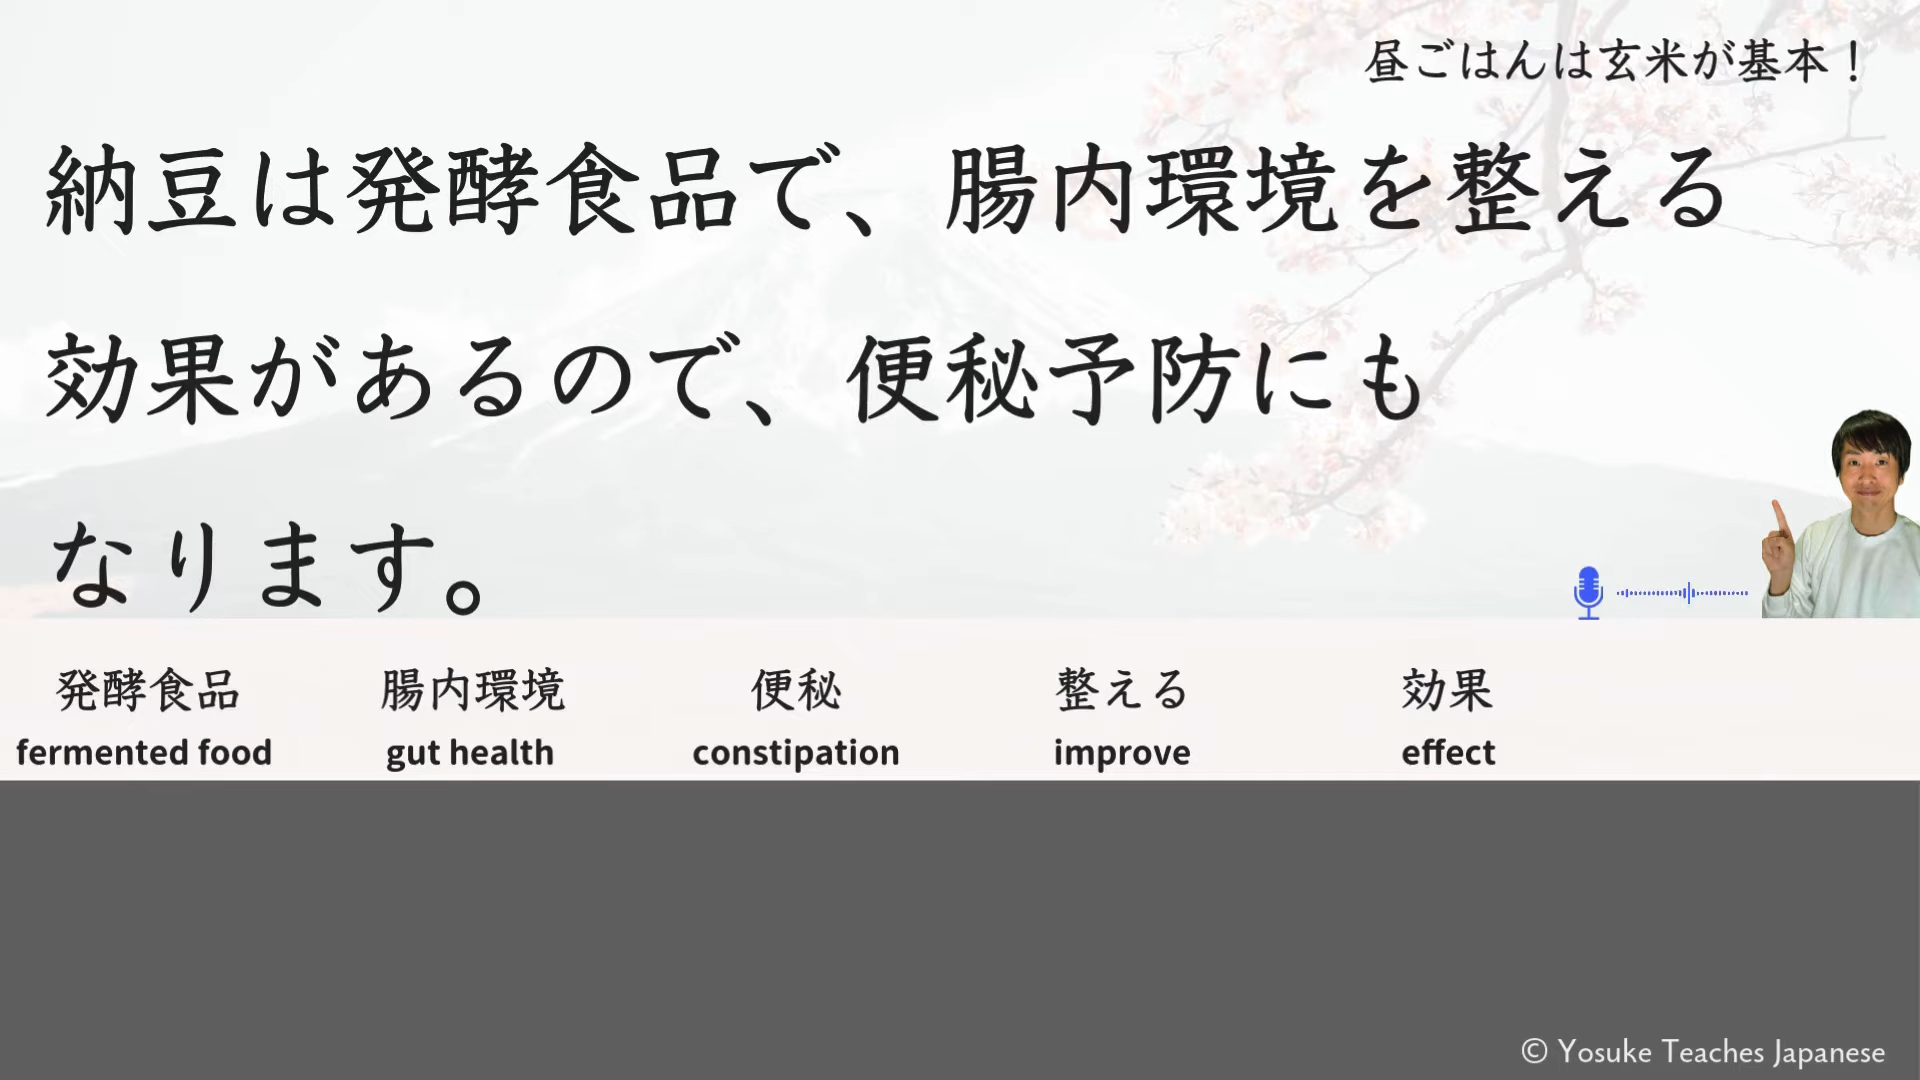 昼ごはんは玄米が基本！
納豆は発酵食品で、腸内環境を整える
効果があるので、便秘予防にも
なります。
発酵食品 腸内環境 便秘 整える 効果
fermented food gut health constipation improve effect
© Yosuke Teaches Japanese